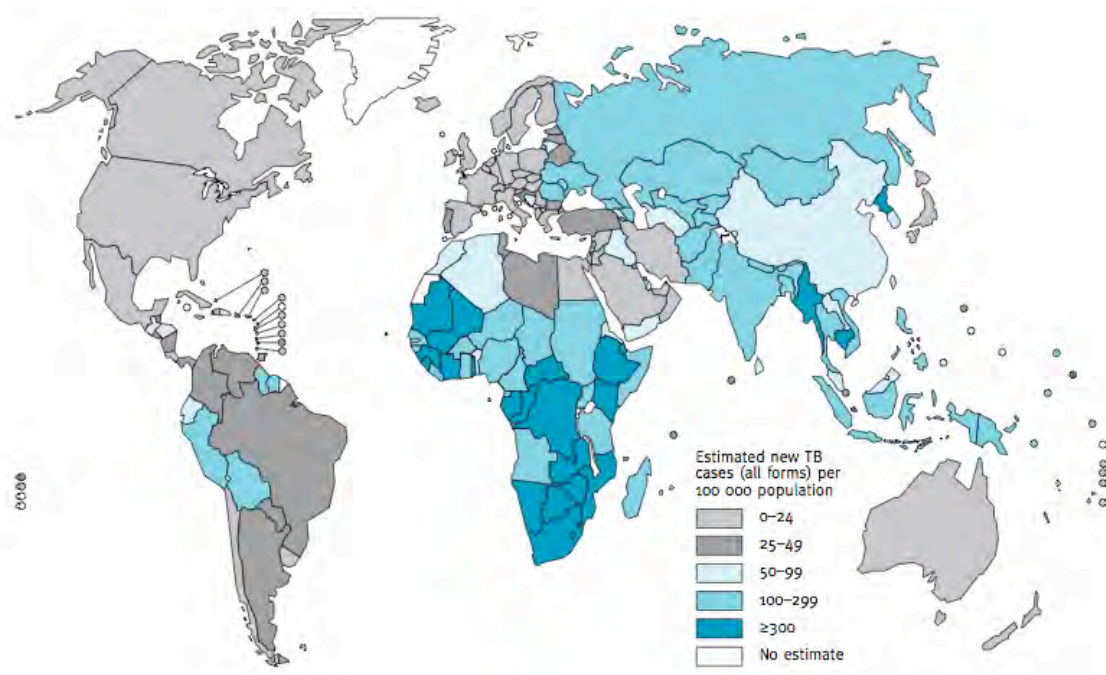 Estimated new TB
cases (all forms) per
100 000 population
0–24
25–49
50–99
100–299
≥300
No estimate